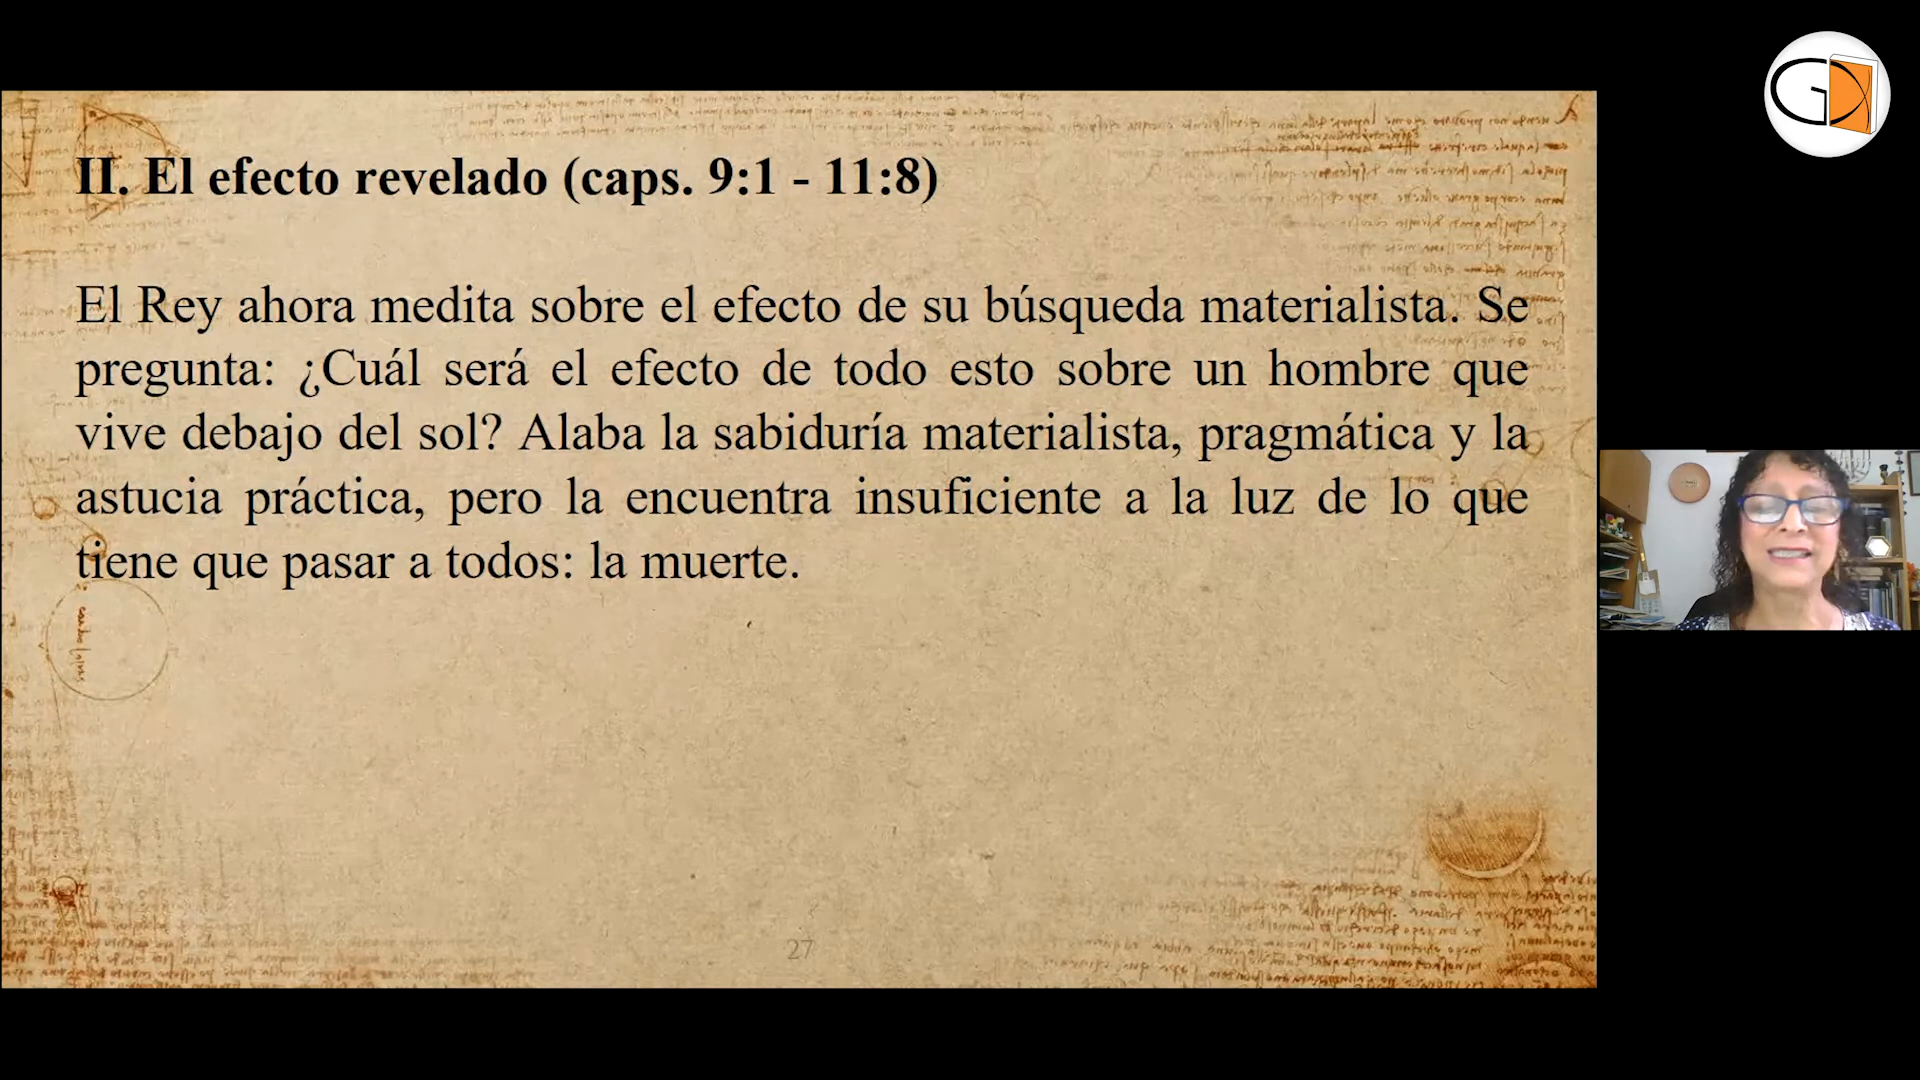 II. El efecto revelado (caps. 9:1 - 11:8)
El Rey ahora medita sobre el efecto de su búsqueda materialista. Se
pregunta: ¿Cuál será el efecto de todo esto sobre un hombre que
vive debajo del sol? Alaba la sabiduría materialista, pragmática y la
astucia práctica, pero la encuentra insuficiente a la luz de lo que
tiene que pasar a todos: la muerte.
27